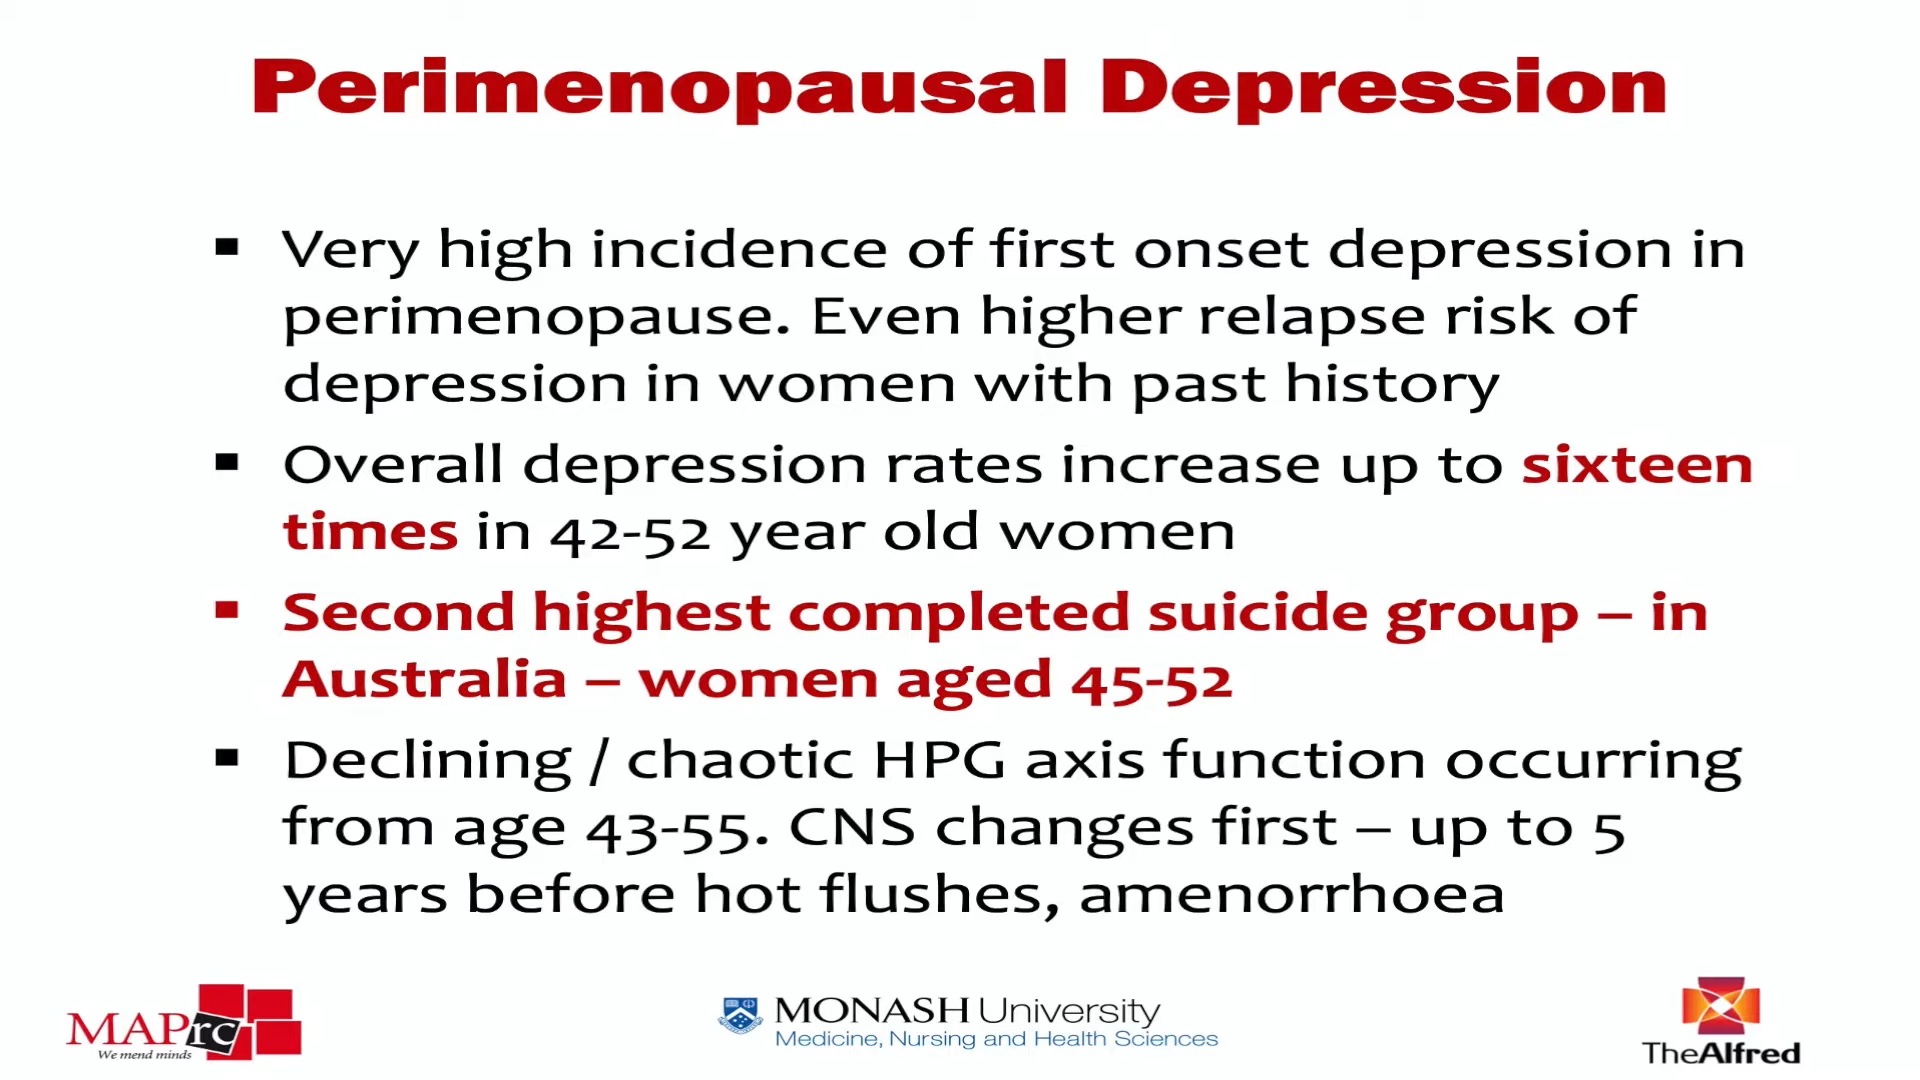 Perimenopausal Depression
▪ Very high incidence of first onset depression in
perimenopause. Even higher relapse risk of
depression in women with past history
▪ Overall depression rates increase up to sixteen
times in 42-52 year old women
▪ Second highest completed suicide group – in
Australia – women aged 45-52
▪ Declining / chaotic HPG axis function occurring
from age 43-55. CNS changes first – up to 5
years before hot flushes, amenorrhoea
MAPrc
We mend minds
MONASH University
Medicine, Nursing and Health Sciences
TheAlfred